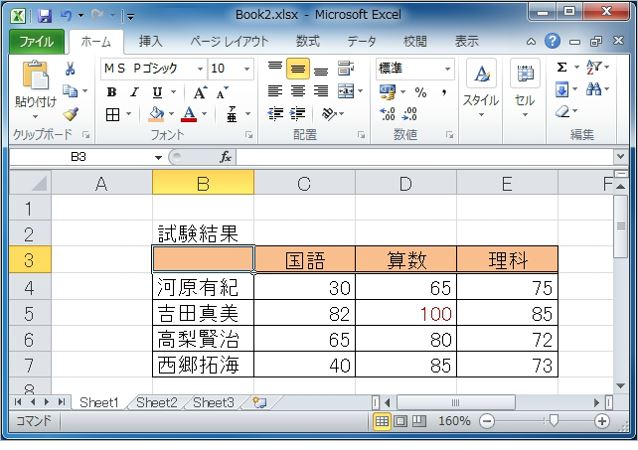 Book2.xlsx - Microsoft Excel
ファイル ホーム 挿入 ページ レイアウト 数式 データ 校閲 表示
ＭＳ Ｐゴシック 10 標準
B I U A A % ,
貼り付け スタイル セル
クリップボード フォント 配置 数値 編集
B3 fx
A B C D E F
1
2 試験結果
3 国語 算数 理科
4 河原有紀 30 65 75
5 吉田真美 82 100 85
6 高梨賢治 65 80 72
7 西郷拓海 40 85 73
8
Sheet1 Sheet2 Sheet3
コマンド 160%